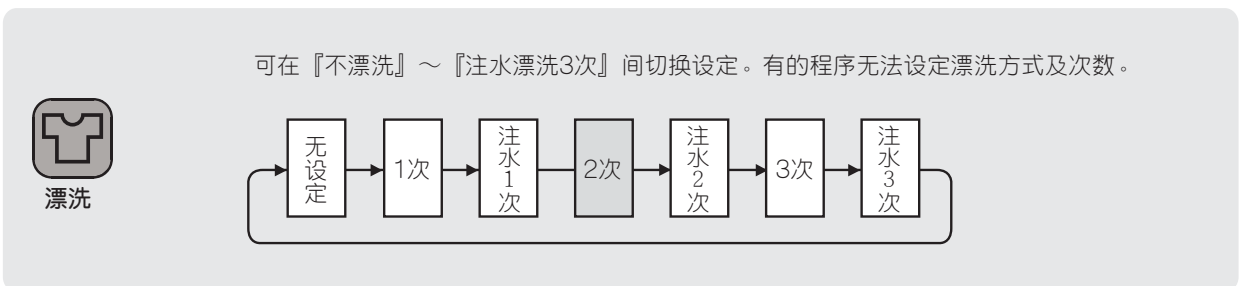 可在『不漂洗』～『注水漂洗3次』间切换设定。有的程序无法设定漂洗方式及次数。
无设定
1次
注水1次
2次
注水2次
3次
注水3次
漂洗